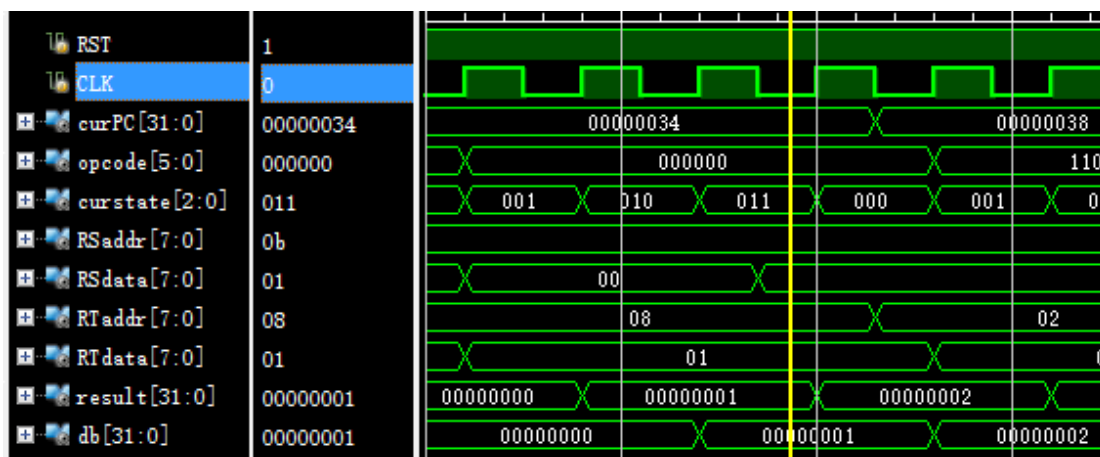 RST 1
CLK 0
curPC[31:0] 00000034 00000034 00000038
opcode[5:0] 000000 000000 110
curstate[2:0] 011 001 010 011 000 001 0
RSaddr[7:0] 0b
RSdata[7:0] 01 00
RTaddr[7:0] 08 08 02
RTdata[7:0] 01 01
result[31:0] 00000001 00000000 00000001 00000002
db[31:0] 00000001 00000000 00000001 00000002